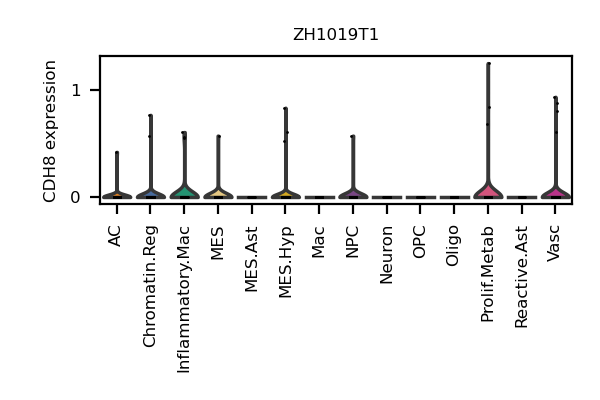 ZH1019T1
CDH8 expression
1
0
AC
Chromatin.Reg
Inflammatory.Mac
MES
MES.Ast
MES.Hyp
Mac
NPC
Neuron
OPC
Oligo
Prolif.Metab
Reactive.Ast
Vasc